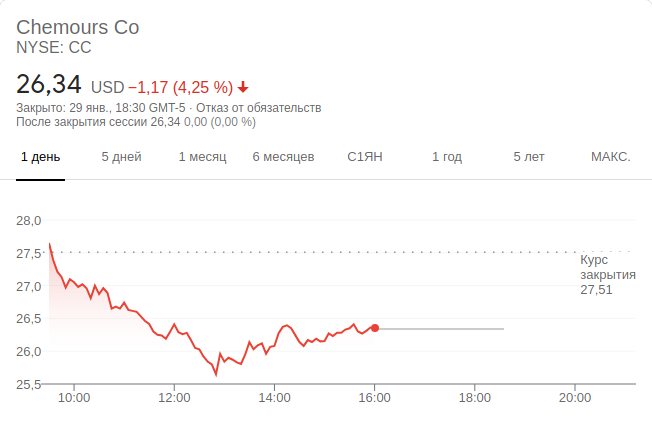 Chemours Co
NYSE: CC
26,34 USD −1,17 (4,25 %)
Закрыто: 29 янв., 18:30 GMT-5 · Отказ от обязательств
После закрытия сессии 26,34 0,00 (0,00 %)
1 день 5 дней 1 месяц 6 месяцев С1ЯН 1 год 5 лет МАКС.
28,0
27,5
Курс
закрытия
27,51
27,0
26,5
26,0
25,5
10:00 12:00 14:00 16:00 18:00 20:00